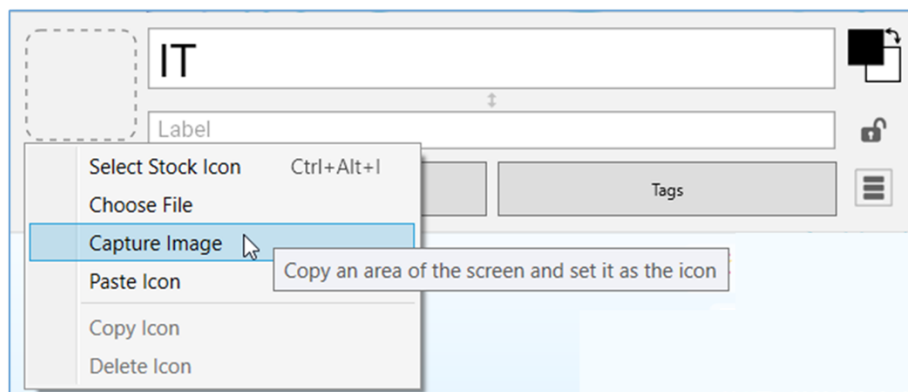 IT
Label
Select Stock Icon Ctrl+Alt+I
Tags
Choose File
Capture Image
Copy an area of the screen and set it as the icon
Paste Icon
Copy Icon
Delete Icon